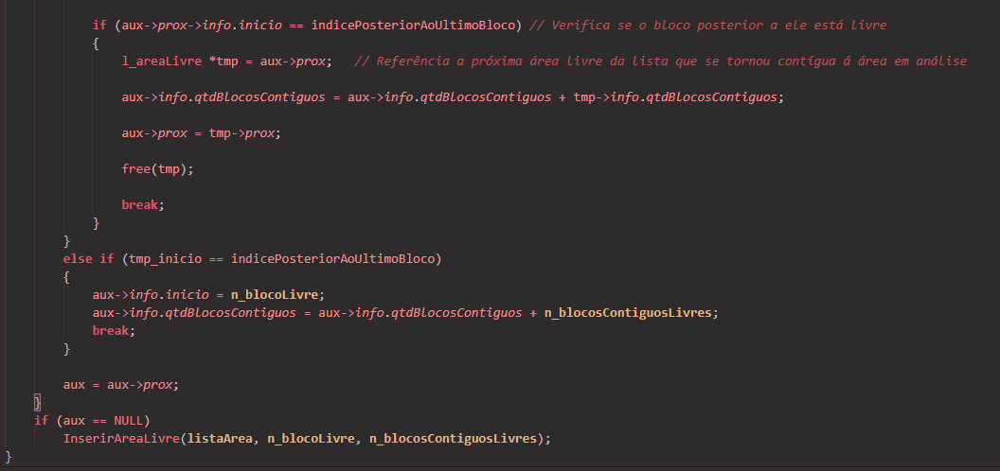 if (aux->prox->info.inicio == indicePosteriorAoUltimoBloco) // Verifica se o bloco posterior a ele está livre
{
l_areaLivre *tmp = aux->prox; // Referência a próxima área livre da lista que se tornou contígua á área em análise
aux->info.qtdBlocosContiguos = aux->info.qtdBlocosContiguos + tmp->info.qtdBlocosContiguos;
aux->prox = tmp->prox;
free(tmp);
break;
}
}
else if (tmp_inicio == indicePosteriorAoUltimoBloco)
{
aux->info.inicio = n_blocoLivre;
aux->info.qtdBlocosContiguos = aux->info.qtdBlocosContiguos + n_blocosContiguosLivres;
break;
}
aux = aux->prox;
}
if (aux == NULL)
InserirAreaLivre(listaArea, n_blocoLivre, n_blocosContiguosLivres);
}